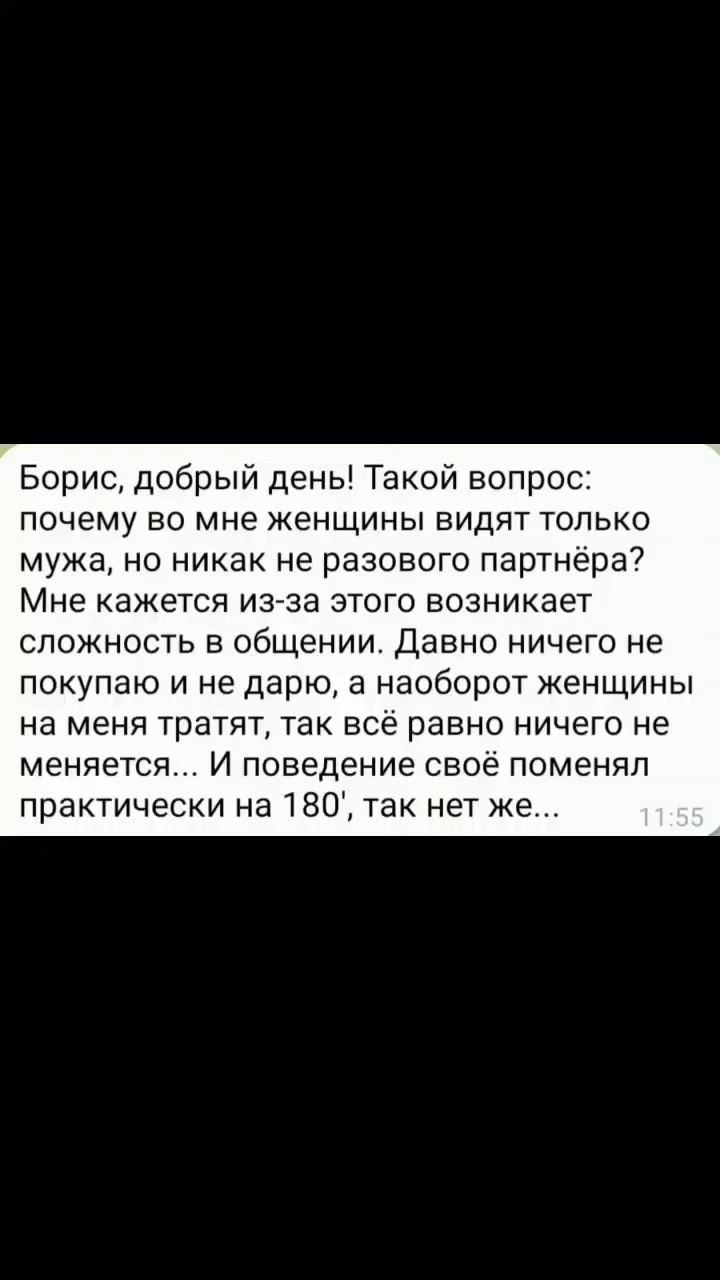 Борис, добрый день! Такой вопрос:
почему во мне женщины видят только
мужа, но никак не разового партнёра?
Мне кажется из-за этого возникает
сложность в общении. Давно ничего не
покупаю и не дарю, а наоборот женщины
на меня тратят, так всё равно ничего не
меняется... И поведение своё поменял
практически на 180', так нет же...
11:55